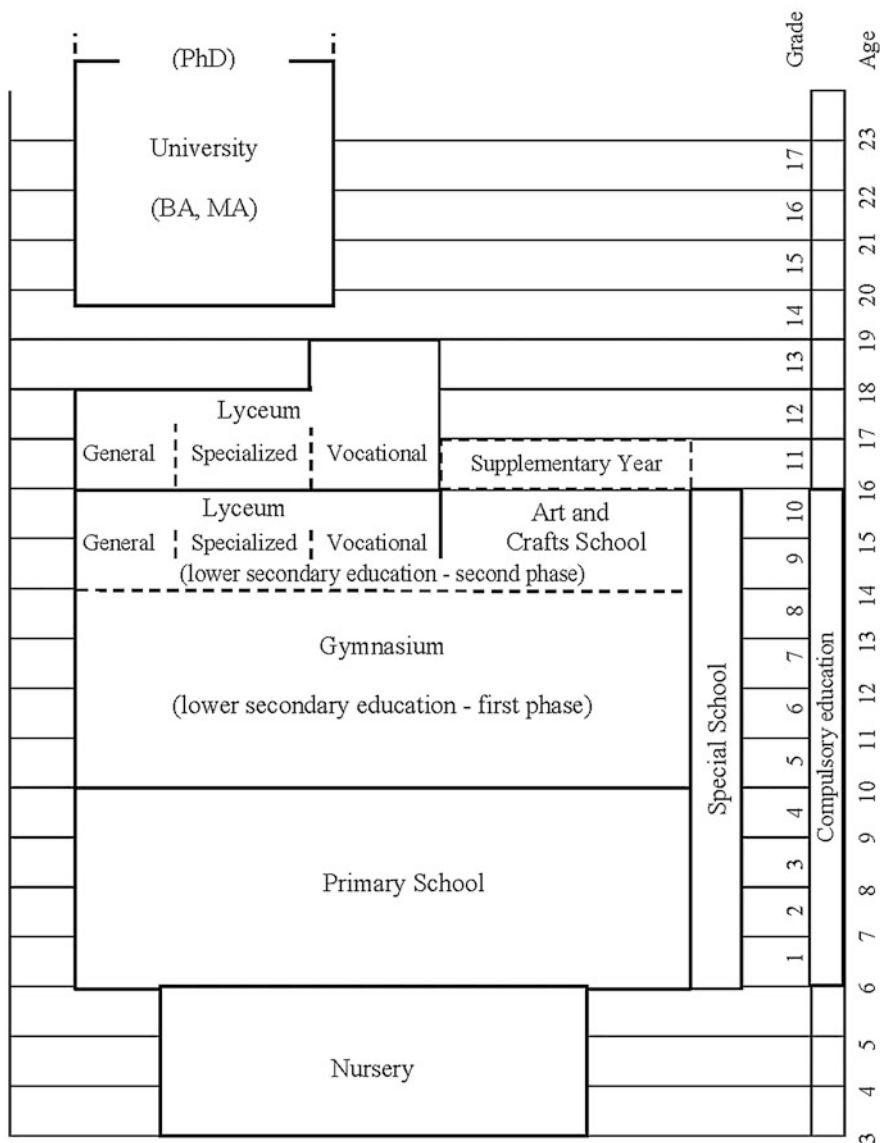 Grade
Age
(PhD)
University
(BA, MA)
Lyceum
General
Specialized
Vocational
Supplementary Year
Lyceum
General
Specialized
Vocational
Art and
Crafts School
(lower secondary education - second phase)
Gymnasium
(lower secondary education - first phase)
Primary School
Nursery
Special School
Compulsory education
17
16
15
14
13
12
11
10
9
8
7
6
5
4
3
2
1
23
22
21
20
19
18
17
16
15
14
13
12
11
10
9
8
7
6
5
4
3